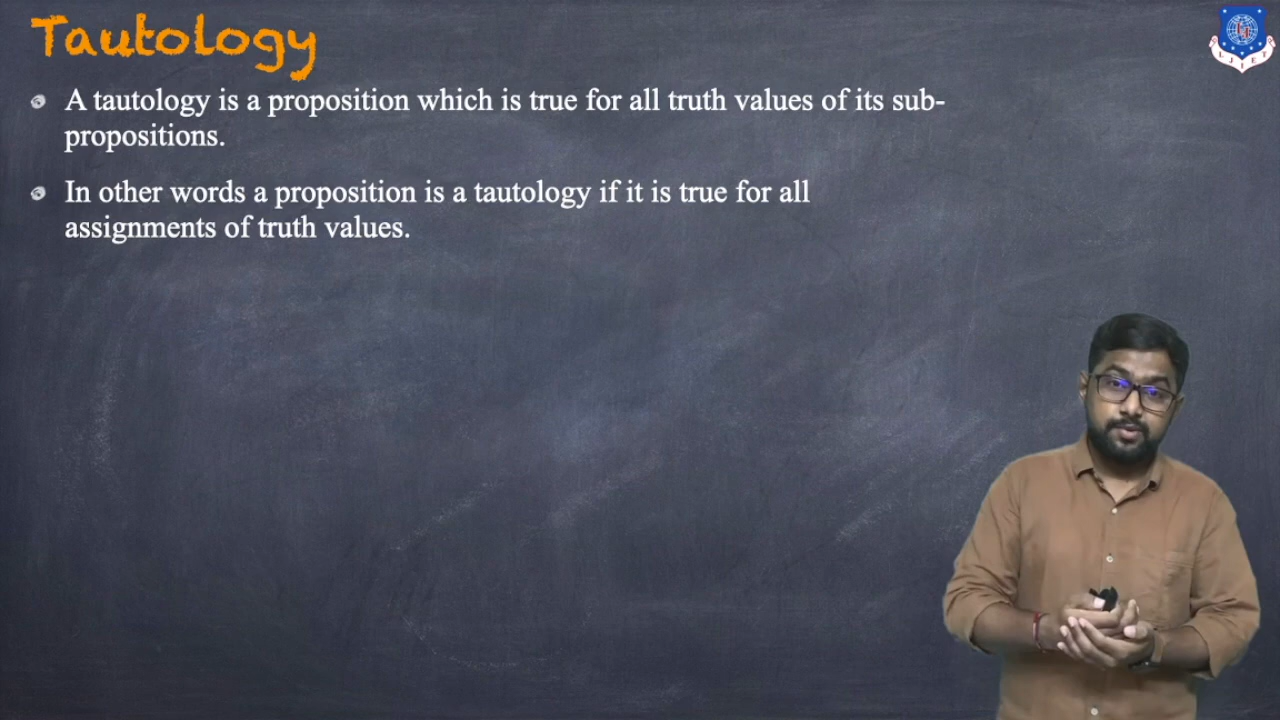 Tautology
A tautology is a proposition which is true for all truth values of its sub-
propositions.
In other words a proposition is a tautology if it is true for all
assignments of truth values.